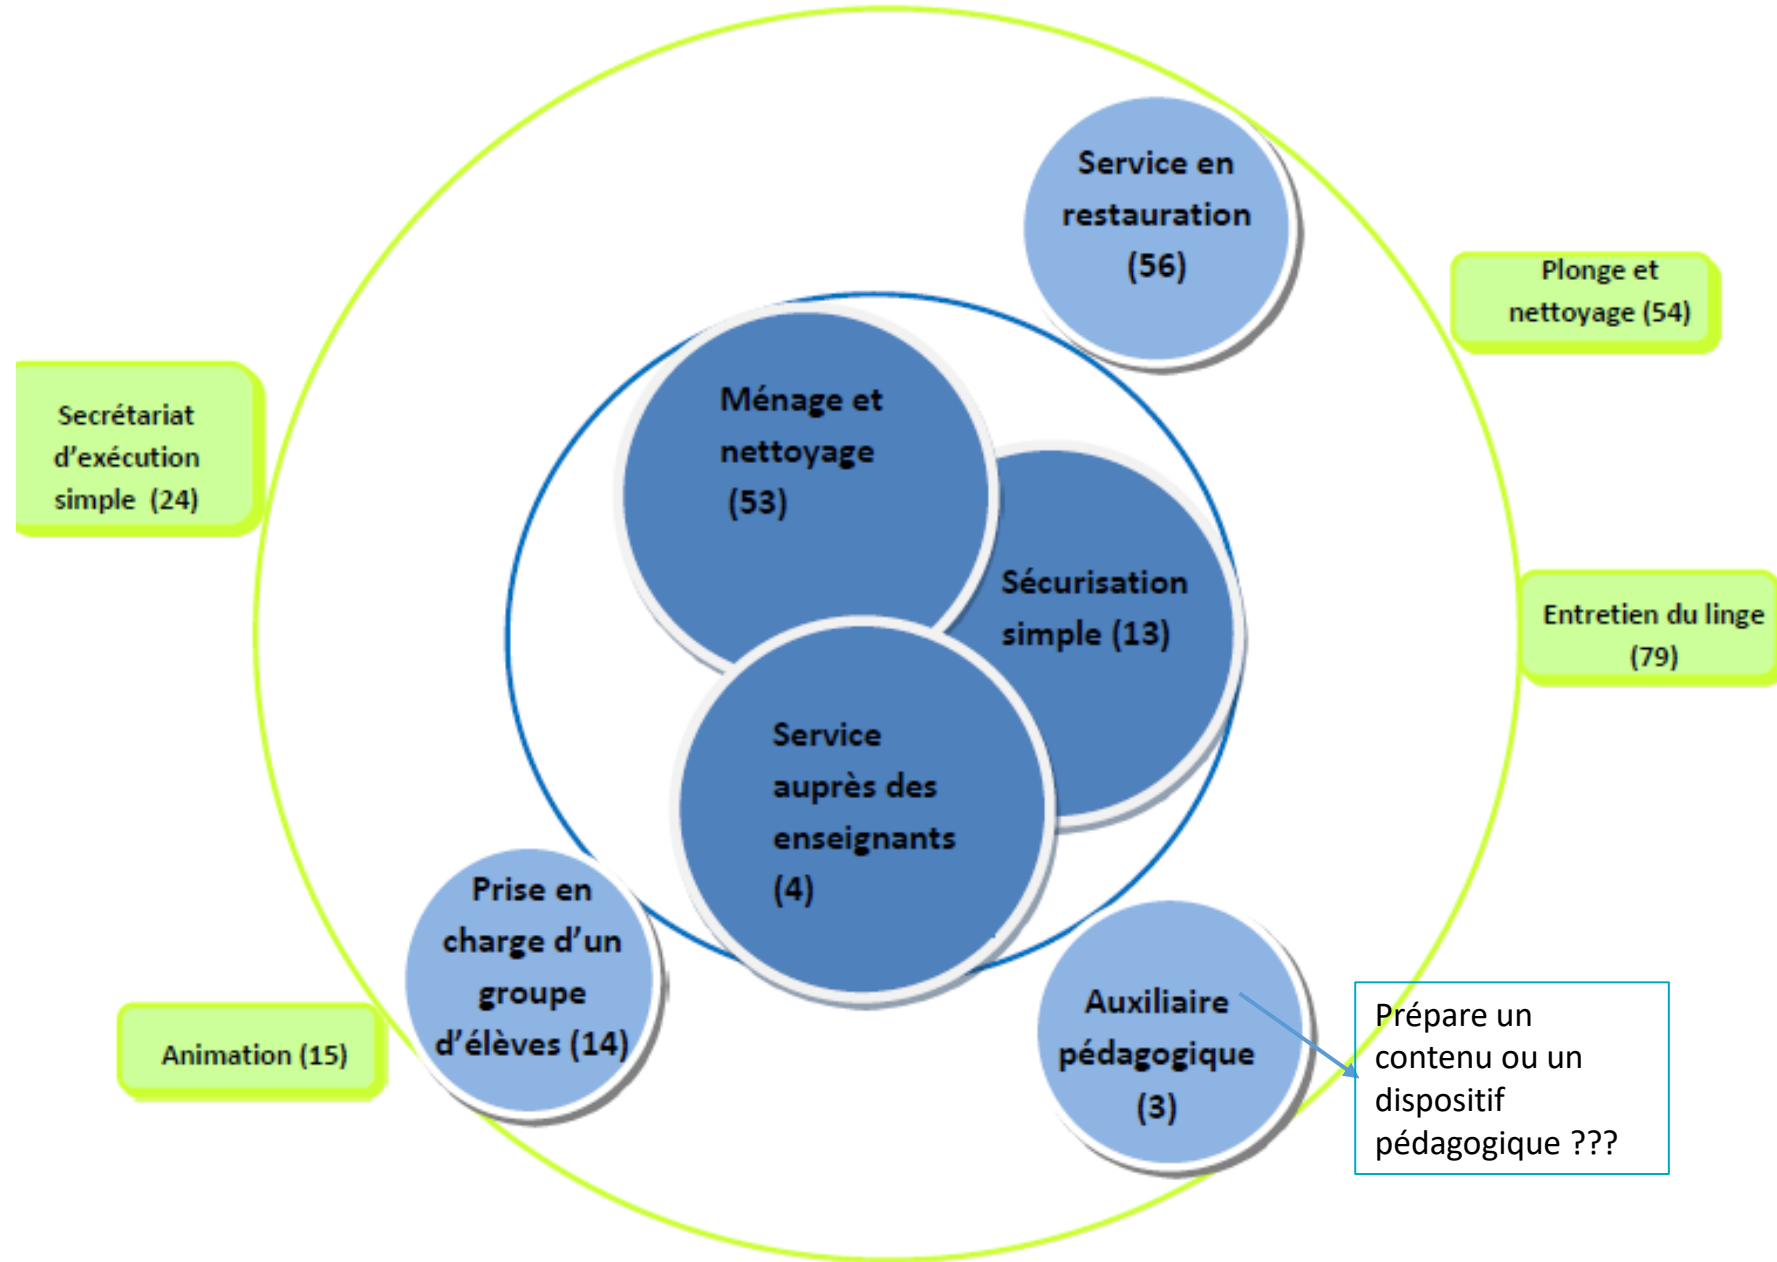 Service en
restauration
(56)
Plonge et
nettoyage (54)
Secrétariat
d'exécution
simple (24)
Ménage et
nettoyage
(53)
Sécurisation
simple (13)
Entretien du linge
(79)
Service
auprès des
enseignants
(4)
Prise en
charge d'un
groupe
d'élèves (14)
Animation (15)
Auxiliaire
pédagogique
(3)
Prépare un
contenu ou un
dispositif
pédagogique ???